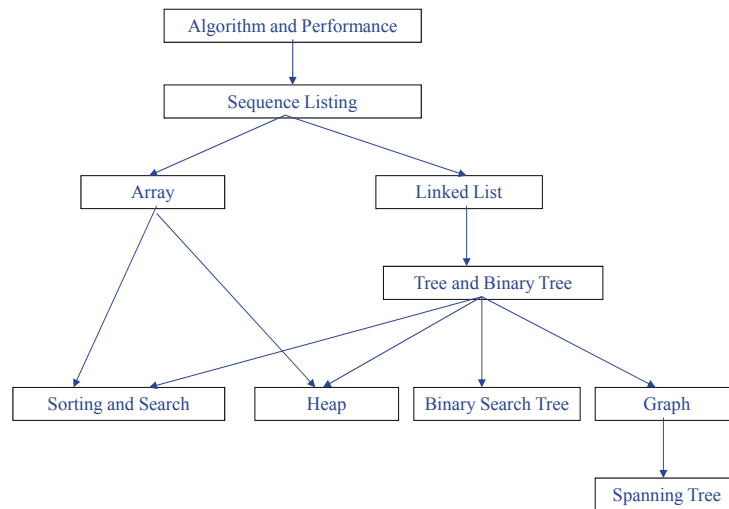 Algorithm and Performance
Sequence Listing
Array
Linked List
Tree and Binary Tree
Sorting and Search
Heap
Binary Search Tree
Graph
Spanning Tree